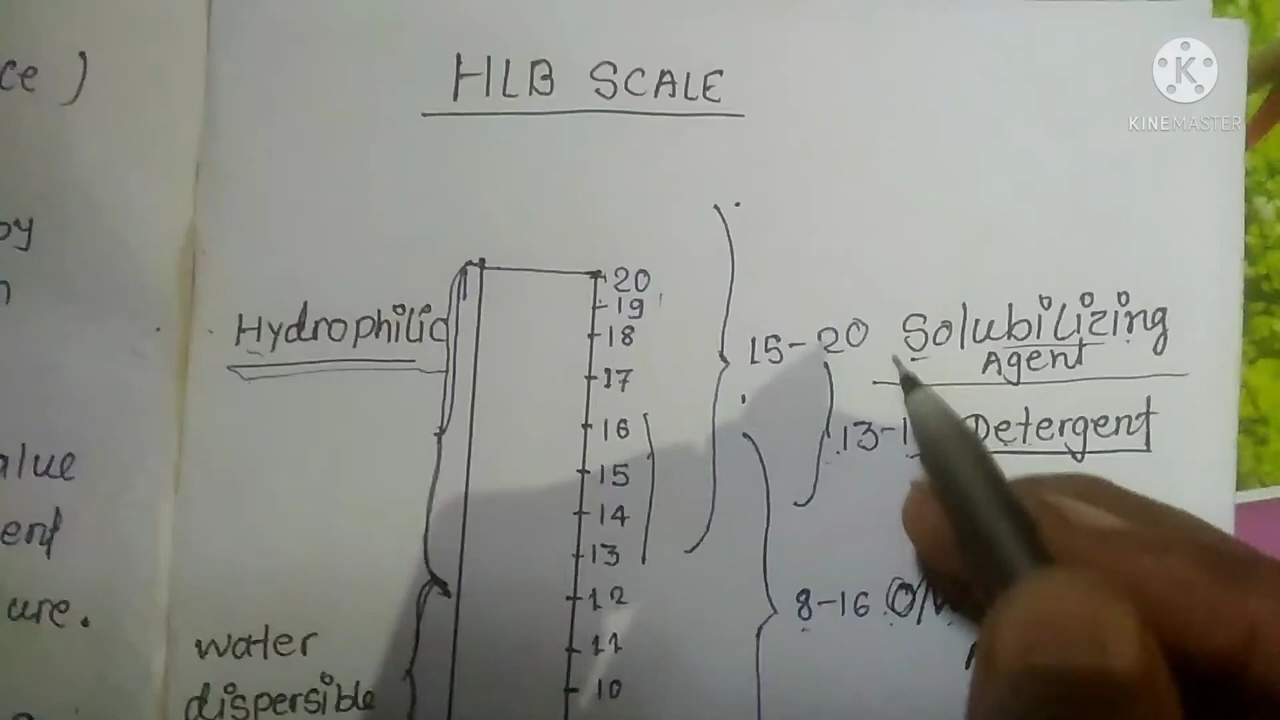 ce )
by
alue
ent
ure.
HLB SCALE
KINEMASTER
Hydrophilic
20
19
18
17
16
15
14
13
12
11
10
15-20 Solubilizing
Agent
13-1 Detergent
8-16 O/W
water
dispersible